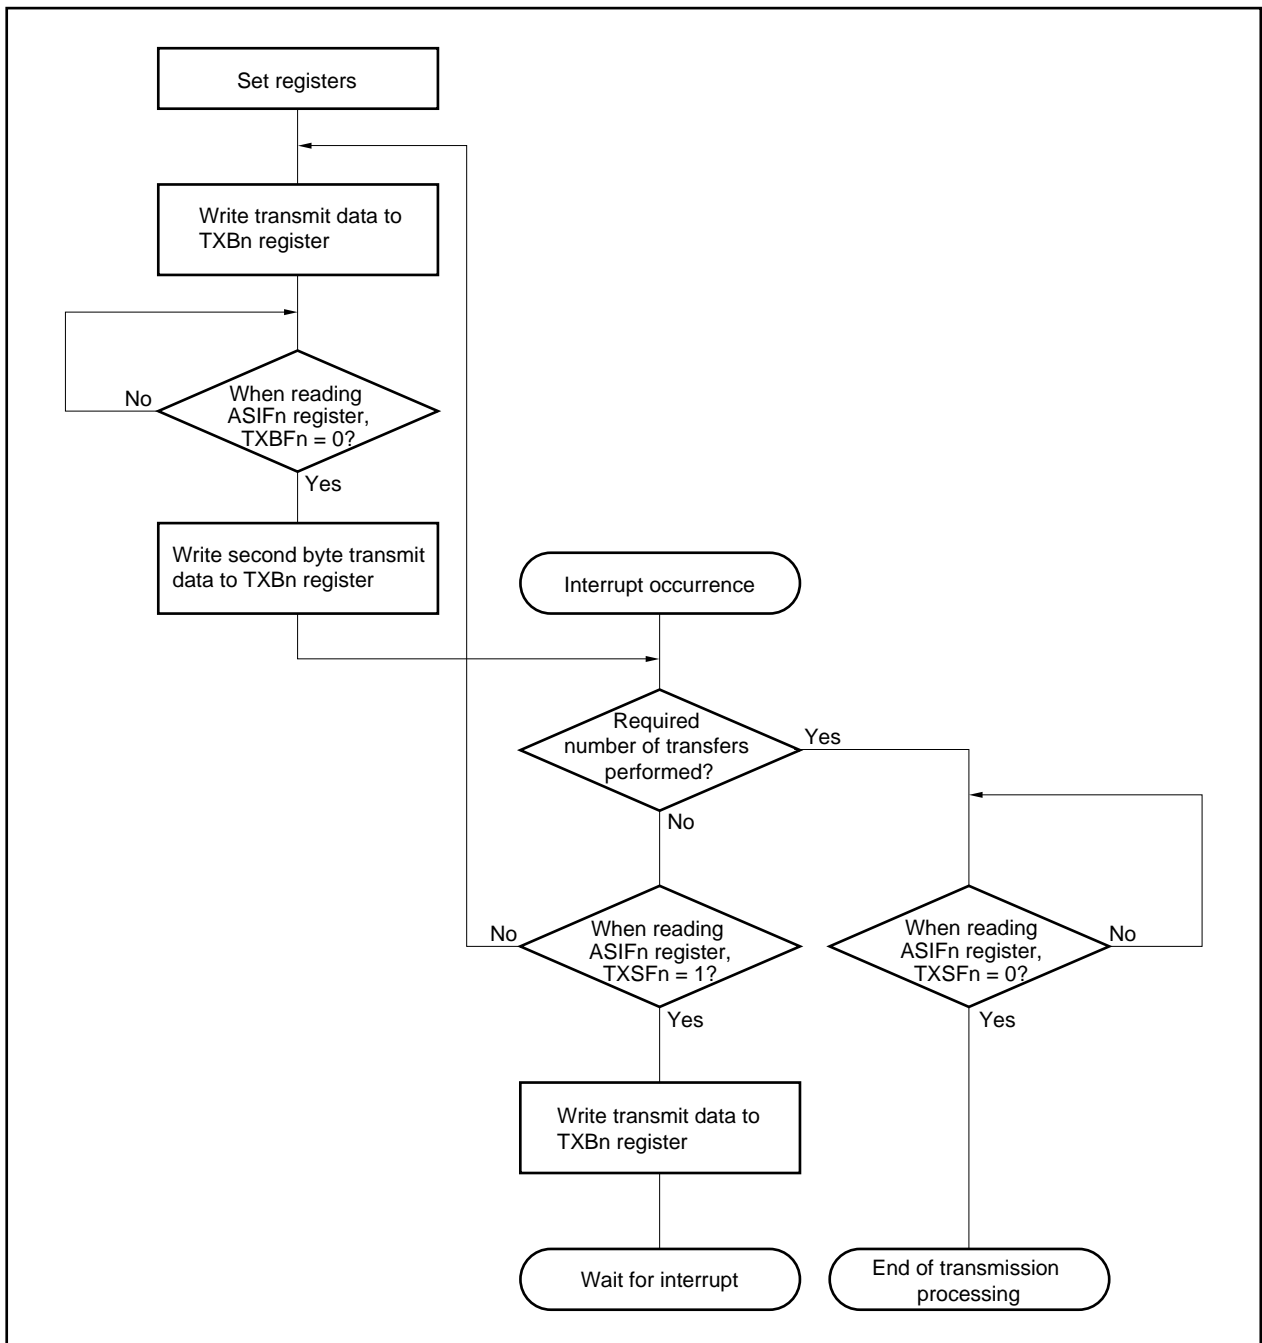 Set registers
Write transmit data to
TXBn register
No
When reading
ASIFn register,
TXBFn = 0?
Yes
Write second byte transmit
data to TXBn register
Interrupt occurrence
Required
number of transfers
performed?
Yes
No
No
When reading
ASIFn register,
TXSFn = 1?
Yes
When reading
ASIFn register,
TXSFn = 0?
No
Yes
Write transmit data to
TXBn register
Wait for interrupt
End of transmission
processing